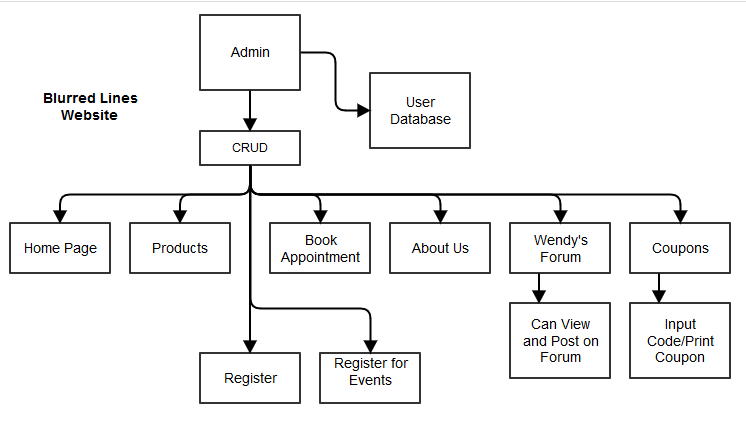 Admin
Blurred Lines
Website
User
Database
CRUD
Home Page
Products
Book
Appointment
About Us
Wendy's
Forum
Coupons
Can View
and Post on
Forum
Input
Code/Print
Coupon
Register
Register for
Events